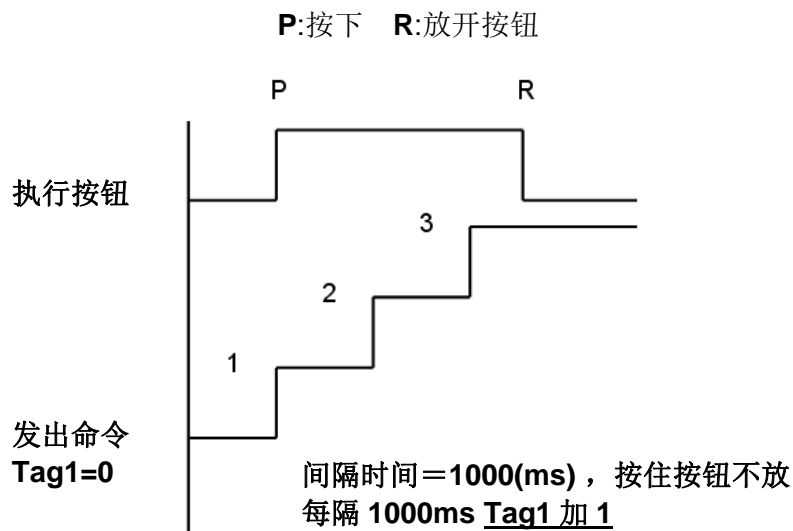 P:按下 R:放开按钮
P
R
执行按钮
3
2
1
发出命令
Tag1=0
间隔时间＝1000(ms) ，按住按钮不放
每隔 1000ms Tag1 加 1